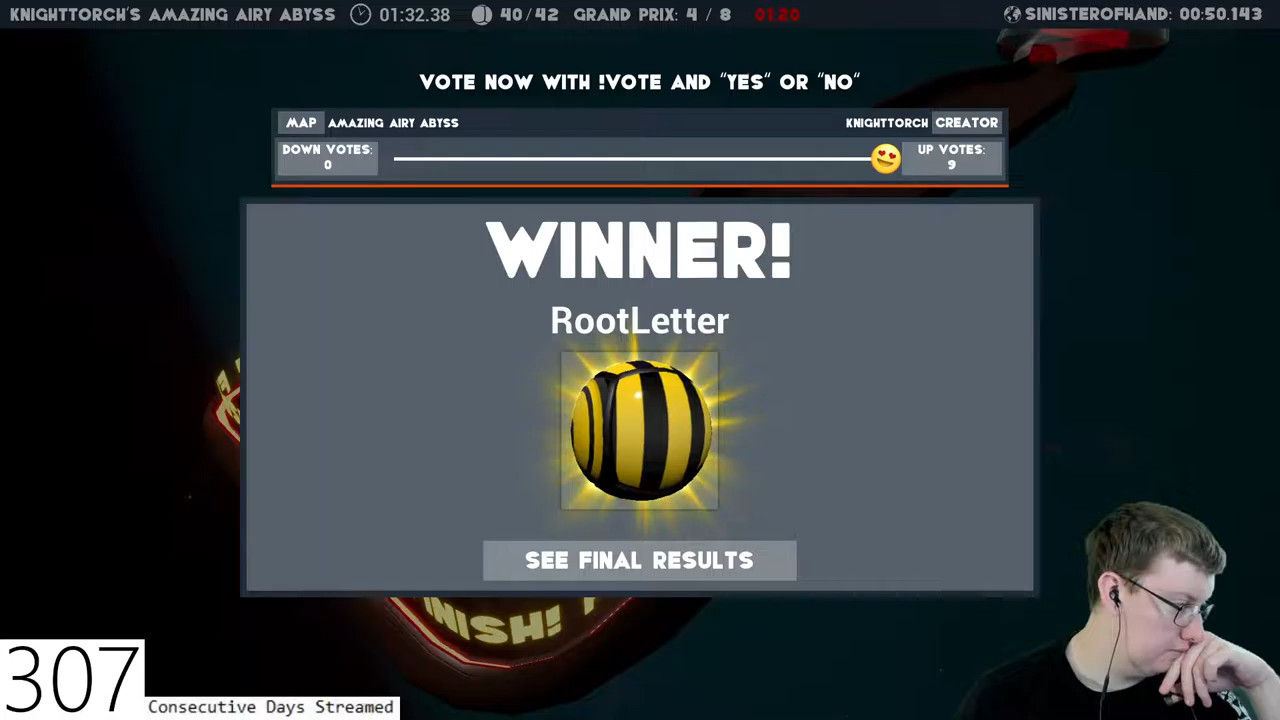 KNIGHTTORCH'S AMAZING AIRY ABYSS 01:32.38 40/42 GRAND PRIX: 4 / 8 01:20 SINISTEROFHAND: 00:50.143
VOTE NOW WITH !VOTE AND "YES" OR "NO"
MAP AMAZING AIRY ABYSS KNIGHTTORCH CREATOR
DOWN VOTES: 0 UP VOTES: 9
WINNER!
RootLetter
SEE FINAL RESULTS
NISH!
307 Consecutive Days Streamed